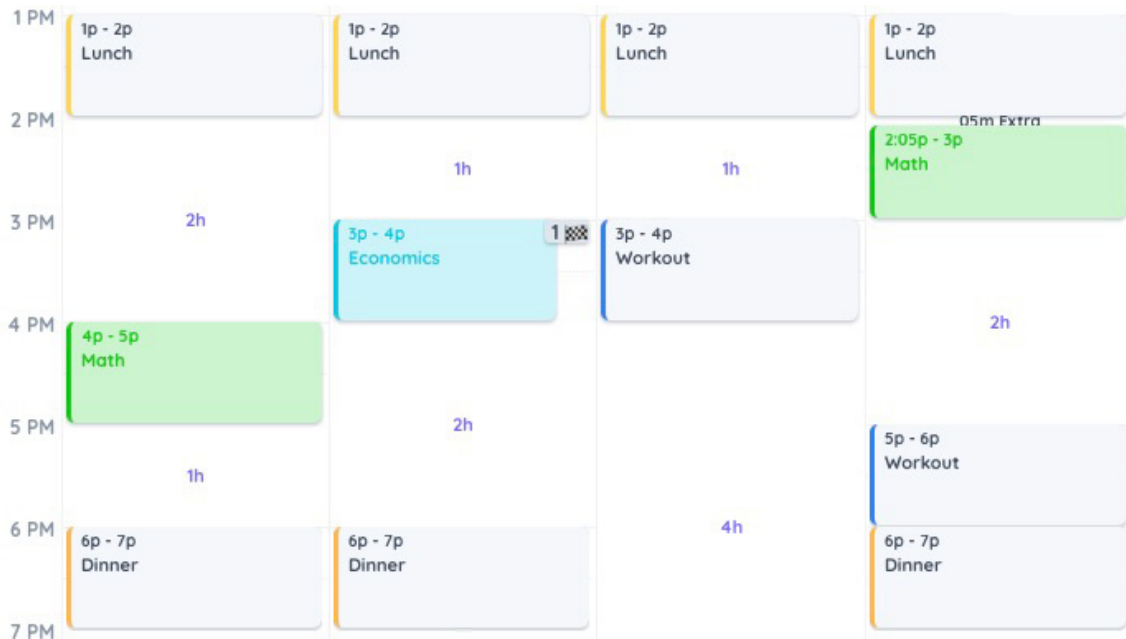 1 PM
2 PM
3 PM
4 PM
5 PM
6 PM
7 PM
1p - 2p
Lunch
2h
4p - 5p
Math
1h
6p - 7p
Dinner
1p - 2p
Lunch
1h
3p - 4p
Economics
1
2h
6p - 7p
Dinner
1p - 2p
Lunch
1h
3p - 4p
Workout
4h
1p - 2p
Lunch
05m Extra
2:05p - 3p
Math
2h
5p - 6p
Workout
6p - 7p
Dinner